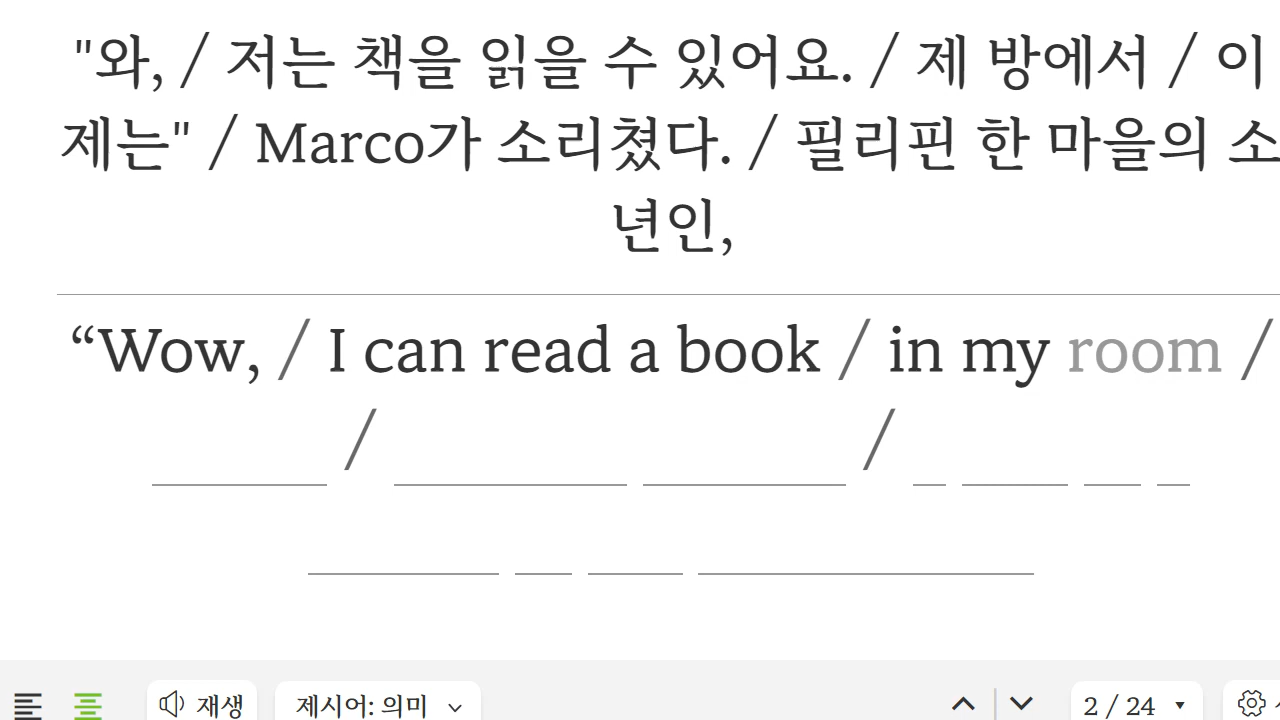 "와, / 저는 책을 읽을 수 있어요. / 제 방에서 / 이
제는" / Marco가 소리쳤다. / 필리핀 한 마을의 소
년인,
“Wow, / I can read a book / in my room /
/ /
재생 제시어: 의미 2 / 24